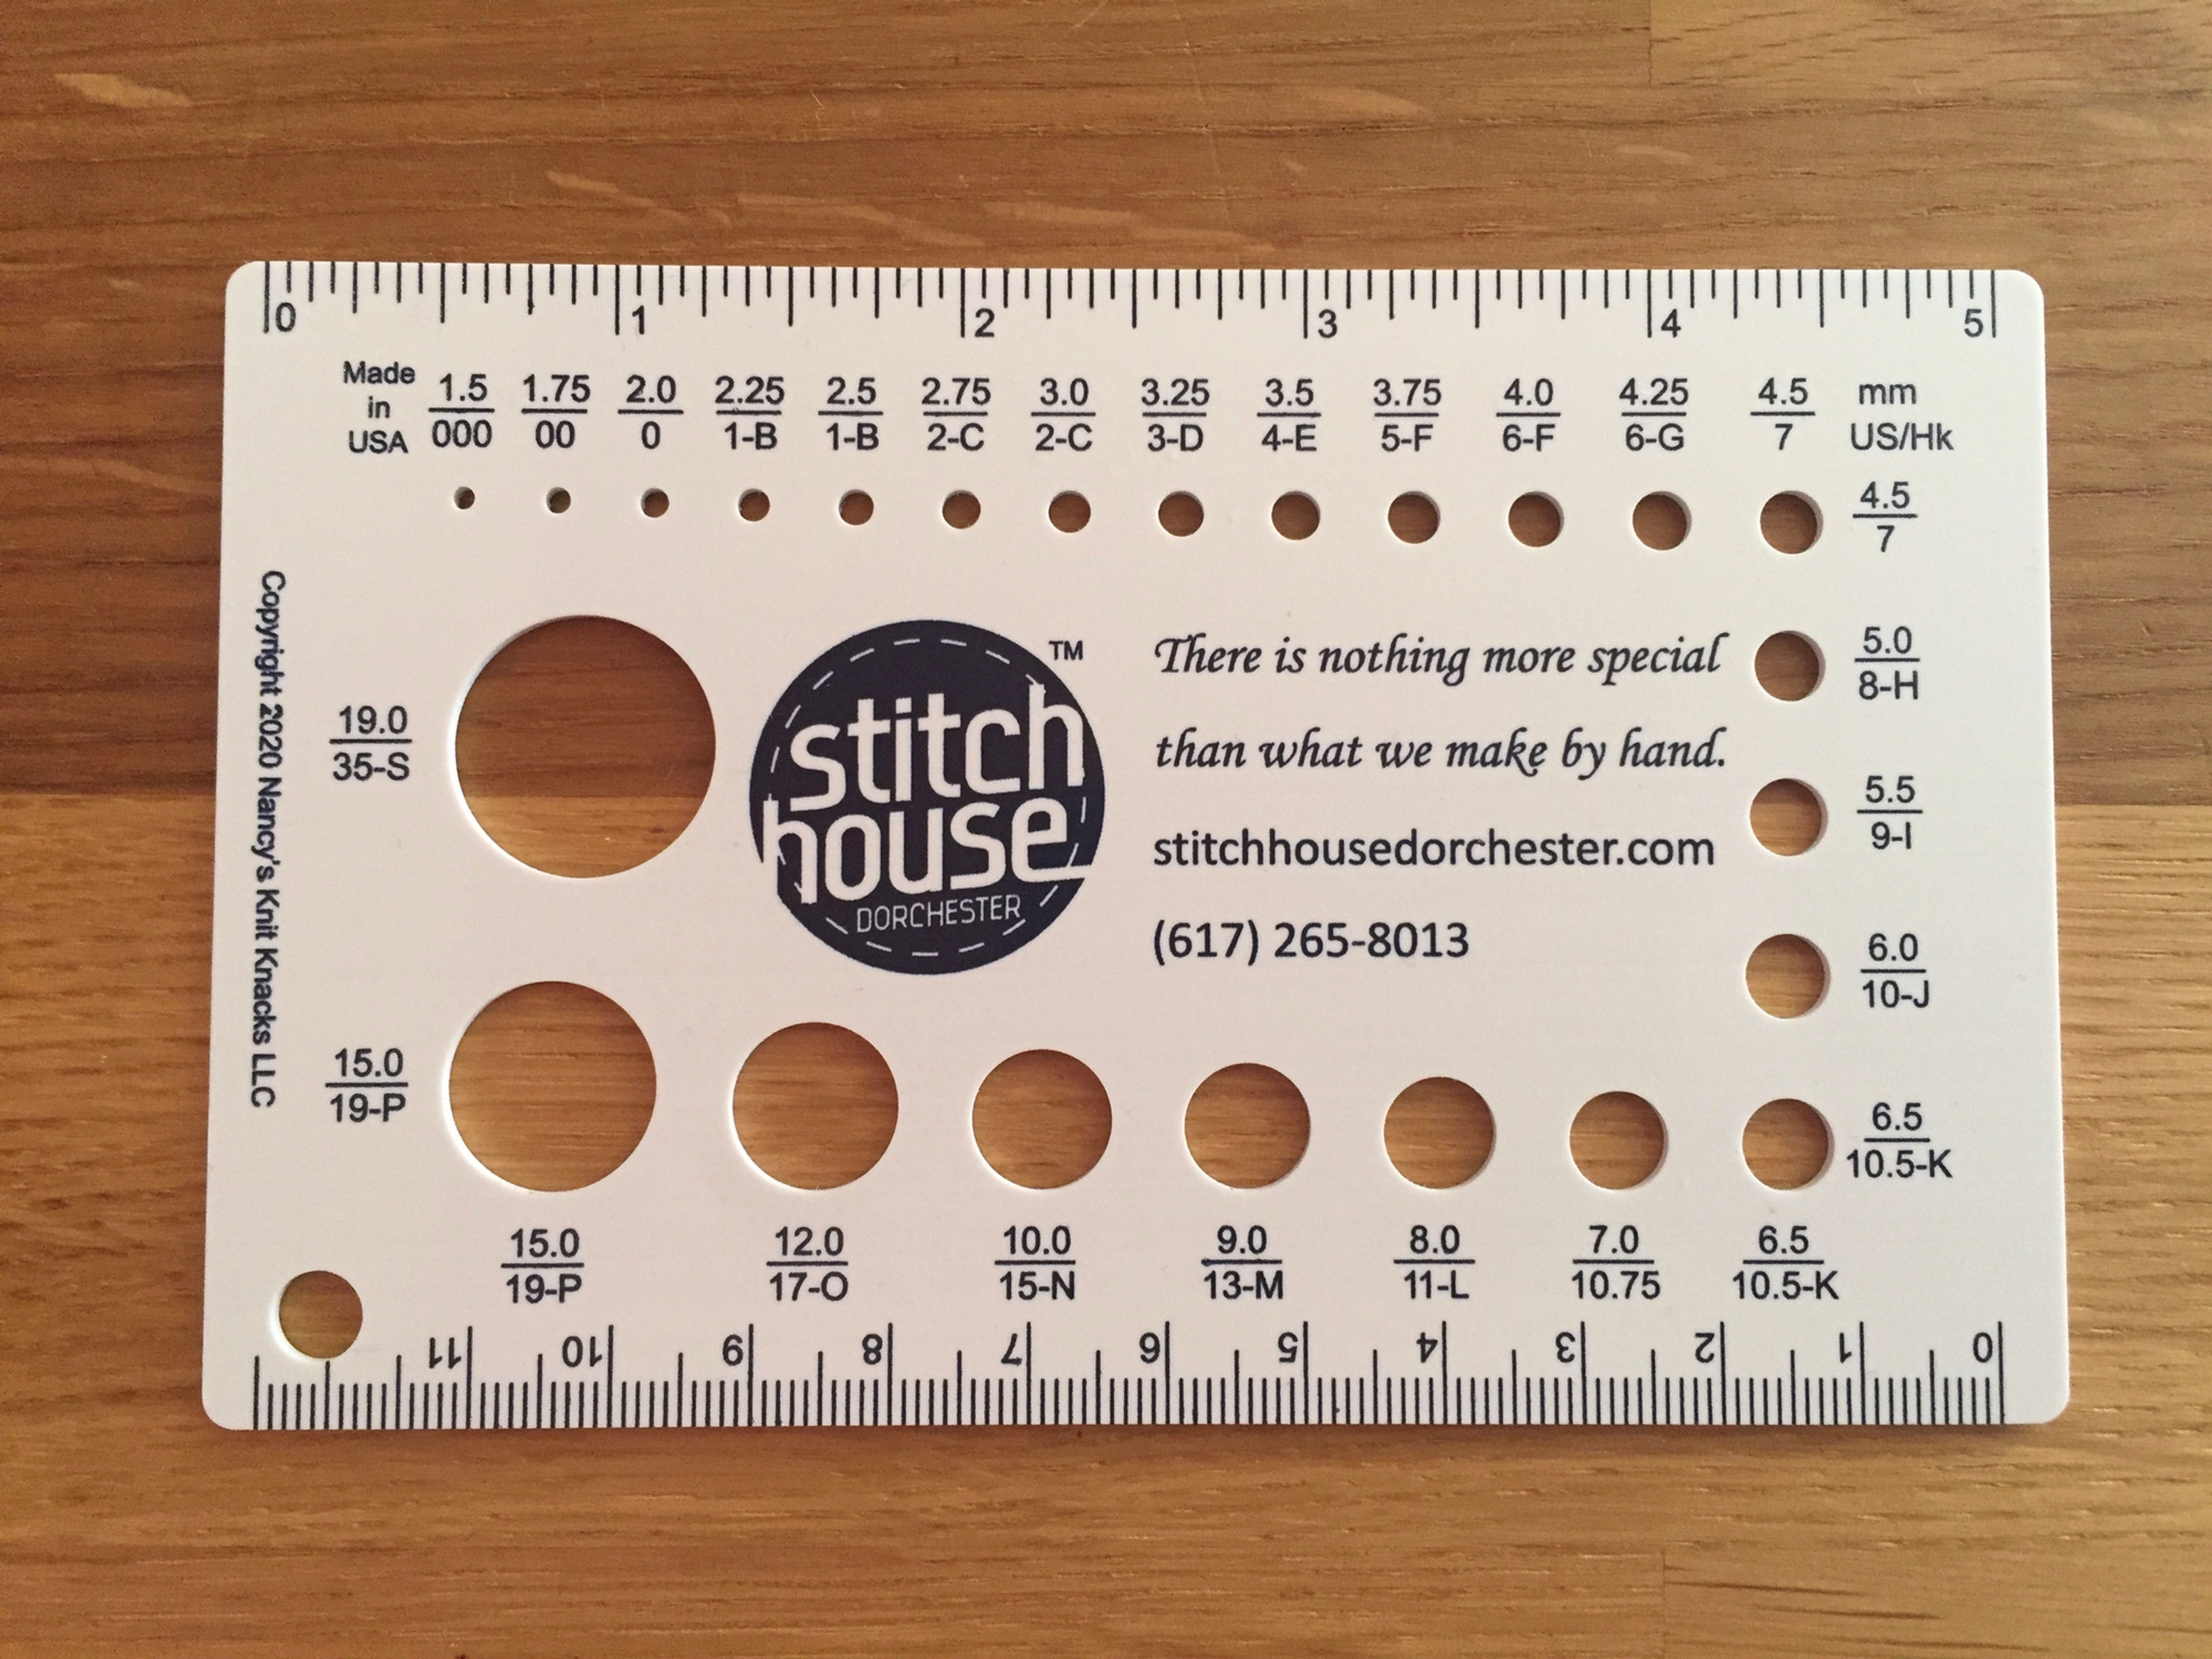 0 1 2 3 4 5
Made in USA
1.5 1.75 2.0 2.25 2.5 2.75 3.0 3.25 3.5 3.75 4.0 4.25 4.5 mm
000 00 0 1-B 1-B 2-C 2-C 3-D 4-E 5-F 6-F 6-G 7 US/Hk
4.5
7
Copyright 2020 Nancy's Knit Knacks LLC
19.0
35-S
stitch
house
DORCHESTER
TM
There is nothing more special
than what we make by hand.
stitchhousedorchester.com
(617) 265-8013
5.0
8-H
5.5
9-I
6.0
10-J
6.5
10.5-K
15.0
19-P
15.0 12.0 10.0 9.0 8.0 7.0 6.5
19-P 17-O 15-N 13-M 11-L 10.75 10.5-K
11 10 9 8 7 6 5 4 3 2 1 0